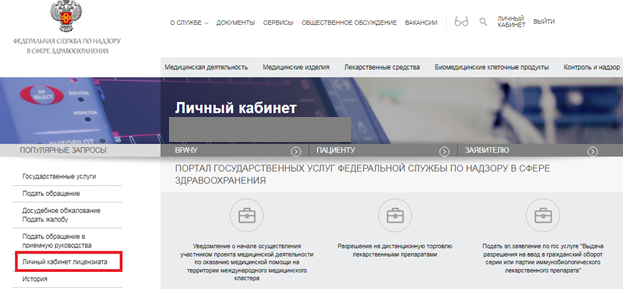 О СЛУЖБЕ ДОКУМЕНТЫ СЕРВИСЫ ОБЩЕСТВЕННОЕ ОБСУЖДЕНИЕ ВАКАНСИИ
ЛИЧНЫЙ
КАБИНЕТ
ВЫЙТИ
ФЕДЕРАЛЬНАЯ СЛУЖБА ПО НАДЗОРУ
В СФЕРЕ ЗДРАВООХРАНЕНИЯ
Медицинская деятельность Медицинские изделия Лекарственные средства Биомедицинские клеточные продукты Контроль и надзор
Личный кабинет
ПОПУЛЯРНЫЕ ЗАПРОСЫ
ВРАЧУ ПАЦИЕНТУ ЗАЯВИТЕЛЮ
Государственные услуги
Подать обращение
Досудебное обжалование
Подать жалобу
Подать обращение в
приемную руководства
Личный кабинет лицензиата
История
ПОРТАЛ ГОСУДАРСТВЕННЫХ УСЛУГ ФЕДЕРАЛЬНОЙ СЛУЖБЫ ПО НАДЗОРУ В СФЕРЕ
ЗДРАВООХРАНЕНИЯ
Уведомление о начале осуществления
участником проекта медицинской деятельности
по оказанию медицинской помощи на
территории международного медицинского
кластера
Разрешение на дистанционную торговлю
лекарственными препаратами
Подать эл.заявление по гос.услуге "Выдача
разрешения на ввод в гражданский оборот
серии или партии иммунобиологического
лекарственного препарата"